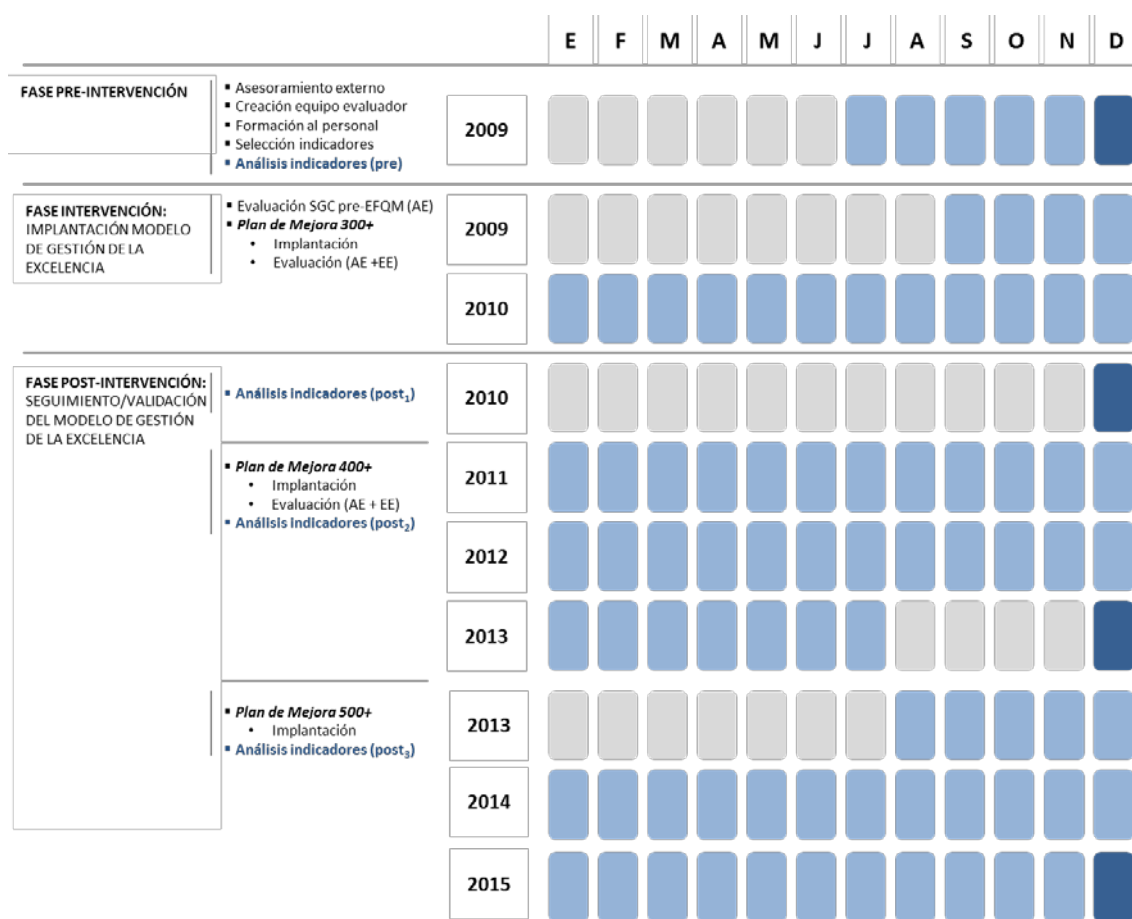 E F M A M J J A S O N D
FASE PRE-INTERVENCIÓN
▪ Asesoramiento externo
▪ Creación equipo evaluador
▪ Formación al personal
▪ Selección indicadores
▪ Análisis indicadores (pre)
2009
FASE INTERVENCIÓN:
IMPLANTACIÓN MODELO
DE GESTIÓN DE LA
EXCELENCIA
▪ Evaluación SGC pre-EFQM (AE)
▪ Plan de Mejora 300+
• Implantación
• Evaluación (AE +EE)
2009
2010
FASE POST-INTERVENCIÓN:
SEGUIMIENTO/VALIDACIÓN
DEL MODELO DE GESTIÓN
DE LA EXCELENCIA
▪ Análisis indicadores (post₁)
2010
▪ Plan de Mejora 400+
• Implantación
• Evaluación (AE + EE)
▪ Análisis indicadores (post₂)
2011
2012
2013
▪ Plan de Mejora 500+
• Implantación
▪ Análisis indicadores (post₃)
2013
2014
2015